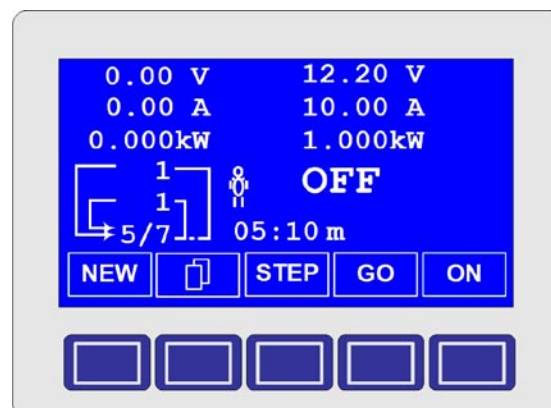 0.00 V 12.20 V
0.00 A 10.00 A
0.000kW 1.000kW
1 OFF
1
5/7 05:10 m
NEW STEP GO ON